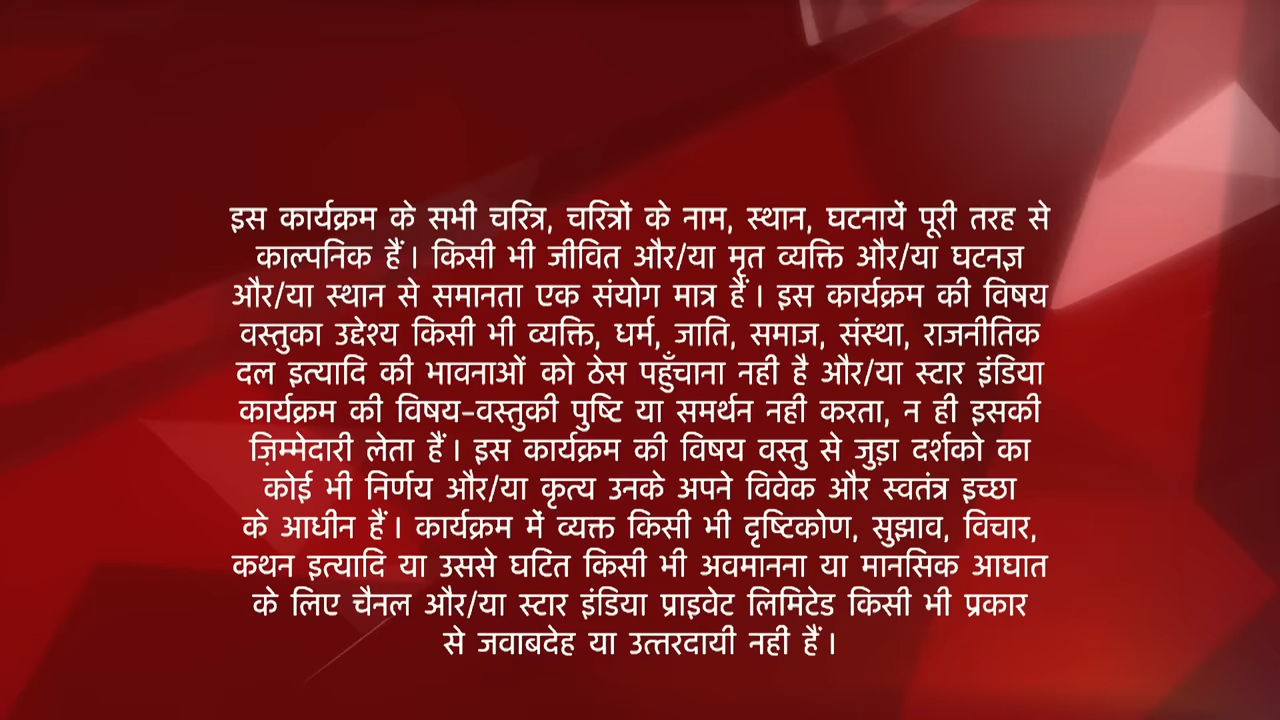 इस कार्यक्रम के सभी चरित्र, चरित्रों के नाम, स्थान, घटनायें पूरी तरह से
काल्पनिक हैं। किसी भी जीवित और/या मृत व्यक्ति और/या घटनज्ञ
और/या स्थान से समानता एक संयोग मात्र हैं। इस कार्यक्रम की विषय
वस्तुका उद्देश्य किसी भी व्यक्ति, धर्म, जाति, समाज, संस्था, राजनीतिक
दल इत्यादि की भावनाओं को ठेस पहुँचाना नही है और/या स्टार इंडिया
कार्यक्रम की विषय-वस्तुकी पुष्टि या समर्थन नही करता, न ही इसकी
ज़िम्मेदारी लेता हैं। इस कार्यक्रम की विषय वस्तु से जुड़ा दर्शको का
कोई भी निर्णय और/या कृत्य उनके अपने विवेक और स्वतंत्र इच्छा
के आधीन हैं। कार्यक्रम में व्यक्त किसी भी दृष्टिकोण, सुझाव, विचार,
कथन इत्यादि या उससे घटित किसी भी अवमानना या मानसिक आघात
के लिए चैनल और/या स्टार इंडिया प्राइवेट लिमिटेड किसी भी प्रकार
से जवाबदेह या उत्तरदायी नही हैं।